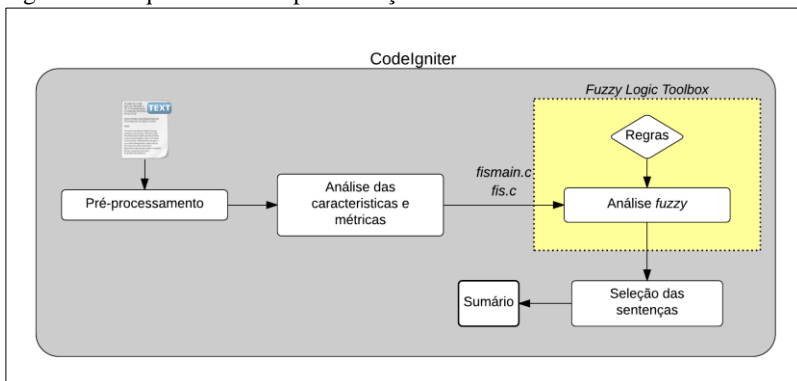 CodeIgniter
Fuzzy Logic Toolbox
TEXT
Regras
fismain.c
fis.c
Pré-processamento
Análise das
características e
métricas
Análise fuzzy
Sumário
Seleção das
sentenças